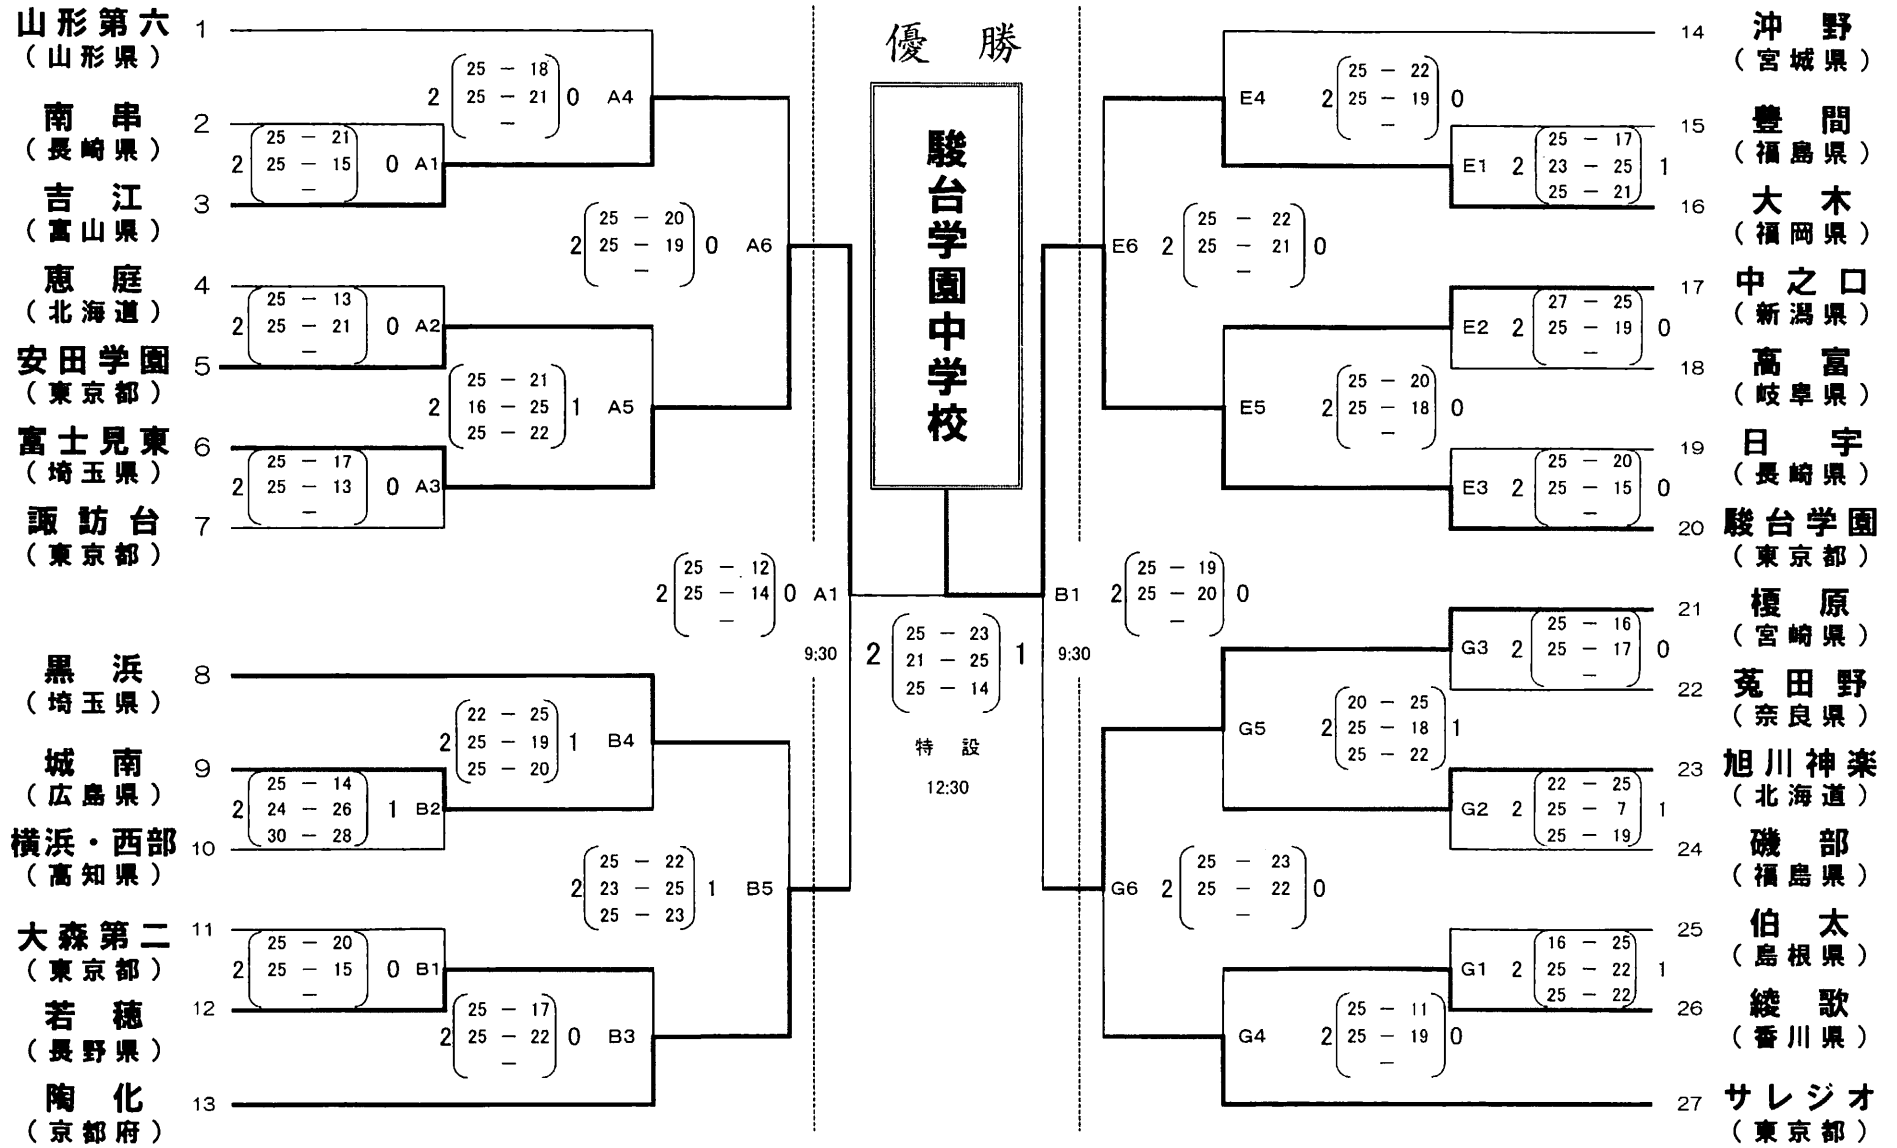 優 勝
駿台学園中学校
山形第六 1
（山形県）
2 (25 － 18 / 25 － 21 / －) 0 A4
南 串 2
（長崎県）
2 (25 － 21 / 25 － 15 / －) 0 A1
吉 江 3
（富山県）
2 (25 － 20 / 25 － 19 / －) 0 A6
恵 庭 4
（北海道）
2 (25 － 13 / 25 － 21 / －) 0 A2
安田学園 5
（東京都）
2 (25 － 21 / 16 － 25 / 25 － 22) 1 A5
富士見東 6
（埼玉県）
2 (25 － 17 / 25 － 13 / －) 0 A3
諏訪台 7
（東京都）
2 (25 － 12 / 25 － 14 / －) 0 A1
9:30
黒 浜 8
（埼玉県）
2 (22 － 25 / 25 － 19 / 25 － 20) 1 B4
城 南 9
（広島県）
2 (25 － 14 / 24 － 26 / 30 － 28) 1 B2
横浜・西部 10
（高知県）
2 (25 － 22 / 23 － 25 / 25 － 23) 1 B5
大森第二 11
（東京都）
2 (25 － 20 / 25 － 15 / －) 0 B1
若 穂 12
（長野県）
2 (25 － 17 / 25 － 22 / －) 0 B3
陶 化 13
（京都府）
2 (25 － 23 / 21 － 25 / 25 － 14) 1
特 設
12:30
14 沖 野
（宮城県）
E4 2 (25 － 22 / 25 － 19 / －) 0
15 豊 間
（福島県）
E1 2 (25 － 17 / 23 － 25 / 25 － 21) 1
16 大 木
（福岡県）
E6 2 (25 － 22 / 25 － 21 / －) 0
17 中之口
（新潟県）
E2 2 (27 － 25 / 25 － 19 / －) 0
18 高 富
（岐阜県）
E5 2 (25 － 20 / 25 － 18 / －) 0
19 日 宇
（長崎県）
E3 2 (25 － 20 / 25 － 15 / －) 0
20 駿台学園
（東京都）
B1 2 (25 － 19 / 25 － 20 / －) 0
9:30
21 榎 原
（宮崎県）
G3 2 (25 － 16 / 25 － 17 / －) 0
22 菟田野
（奈良県）
G5 2 (20 － 25 / 25 － 18 / 25 － 22) 1
23 旭川神楽
（北海道）
G2 2 (22 － 25 / 25 － 7 / 25 － 19) 1
24 磯 部
（福島県）
G6 2 (25 － 23 / 25 － 22 / －) 0
25 伯 太
（島根県）
G1 2 (16 － 25 / 25 － 22 / 25 － 22) 1
26 綾 歌
（香川県）
G4 2 (25 － 11 / 25 － 19 / －) 0
27 サレジオ
（東京都）